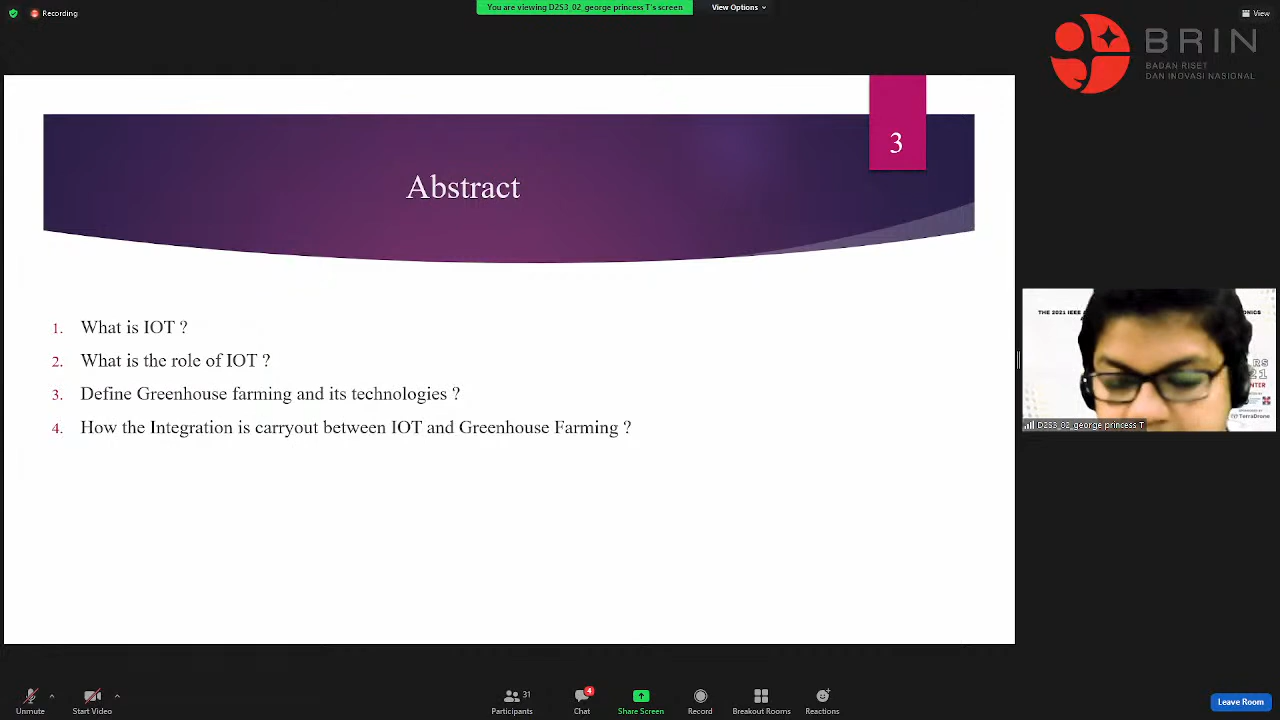 Recording
You are viewing D2S3_02_george princess T's screen
View Options
View
BRIN
BADAN RISET
DAN INOVASI NASIONAL
3
Abstract
1. What is IOT ?
2. What is the role of IOT ?
3. Define Greenhouse farming and its technologies ?
4. How the Integration is carryout between IOT and Greenhouse Farming ?
THE 2021 IEEE
TerraDrone
D2S3_02_george princess T
Unmute
Start Video
31
Participants
4
Chat
Share Screen
Record
Breakout Rooms
Reactions
Leave Room